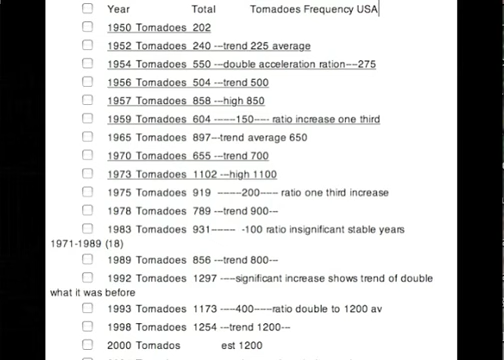 Year Total Tornadoes Frequency USA
1950 Tornadoes 202
1952 Tornadoes 240 ---trend 225 average
1954 Tornadoes 550 ---double acceleration ration----275
1956 Tornadoes 504 ---trend 500
1957 Tornadoes 858 ---high 850
1959 Tornadoes 604 ------150---- ratio increase one third
1965 Tornadoes 897---trend average 650
1970 Tornadoes 655 ---trend 700
1973 Tornadoes 1102 ---high 1100
1975 Tornadoes 919 -----200---- ratio one third increase
1978 Tornadoes 789 ---trend 900---
1983 Tornadoes 931----- -100 ratio insignificant stable years
1971-1989 (18)
1989 Tornadoes 856 ---trend 800---
1992 Tornadoes 1297 ----significant increase shows trend of double
what it was before
1993 Tornadoes 1173 ----400----ratio double to 1200 av
1998 Tornadoes 1254 ---trend 1200---
2000 Tornados est 1200